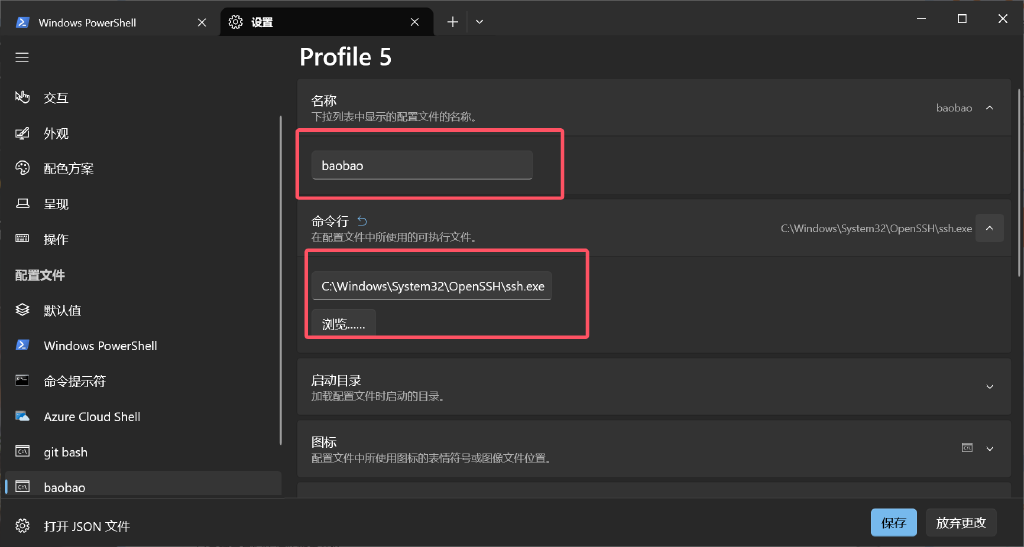 Windows PowerShell
设置
交互
外观
配色方案
呈现
操作
配置文件
默认值
Windows PowerShell
命令提示符
Azure Cloud Shell
git bash
baobao
打开 JSON 文件
Profile 5
名称
下拉列表中显示的配置文件的名称。
baobao
baobao
命令行
在配置文件中所使用的可执行文件。
C:\Windows\System32\OpenSSH\ssh.exe
C:\Windows\System32\OpenSSH\ssh.exe
浏览......
启动目录
加载配置文件时启动的目录。
图标
配置文件中所使用图标的表情符号或图像文件位置。
保存
放弃更改